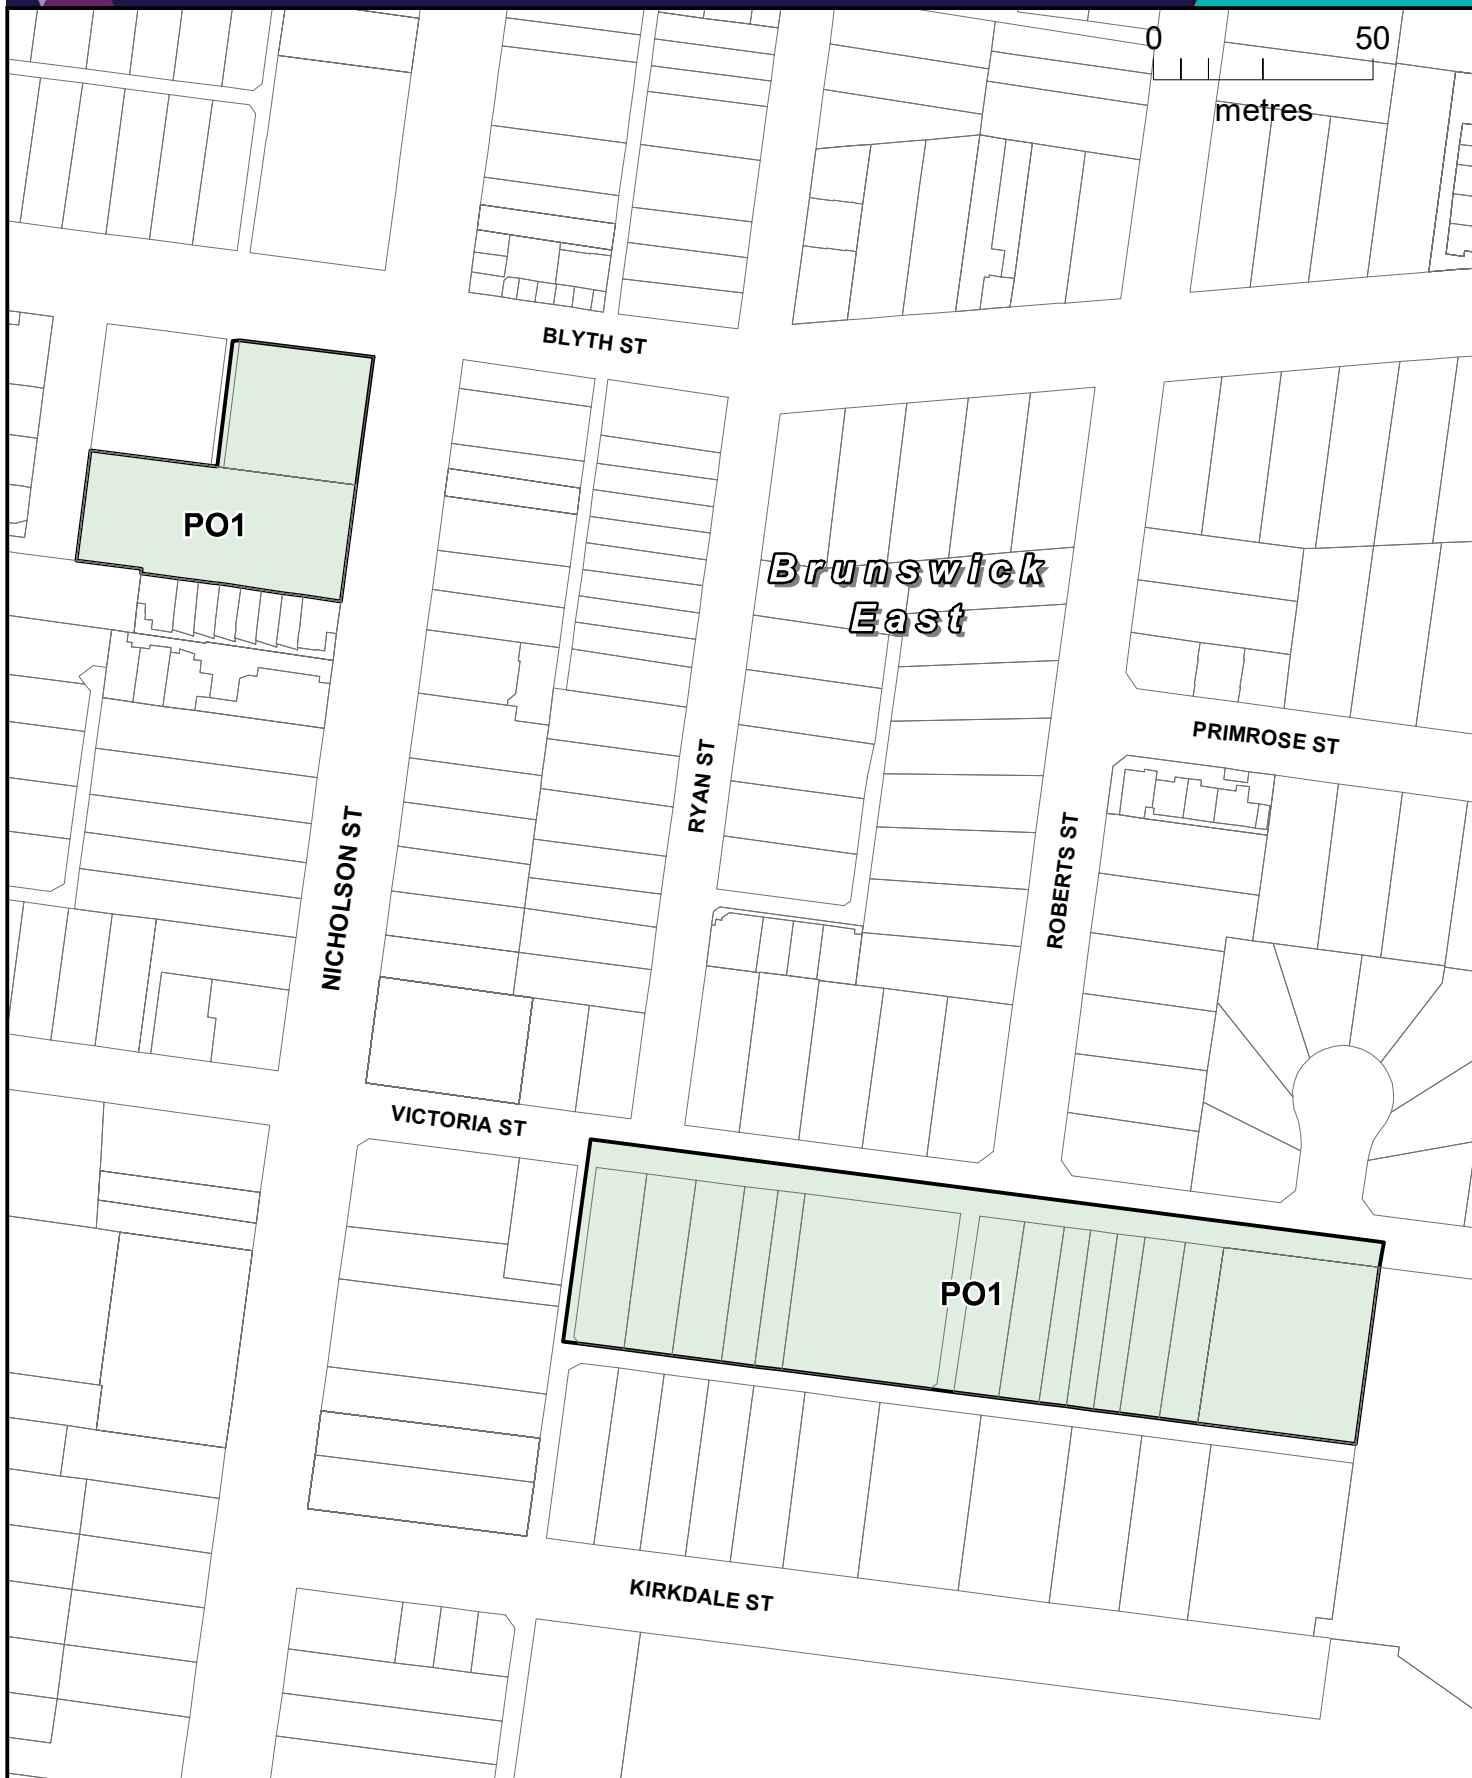 0 50
metres
BLYTH ST
PO1
Brunswick
East
PRIMROSE ST
RYAN ST
NICHOLSON ST
ROBERTS ST
VICTORIA ST
PO1
KIRKDALE ST